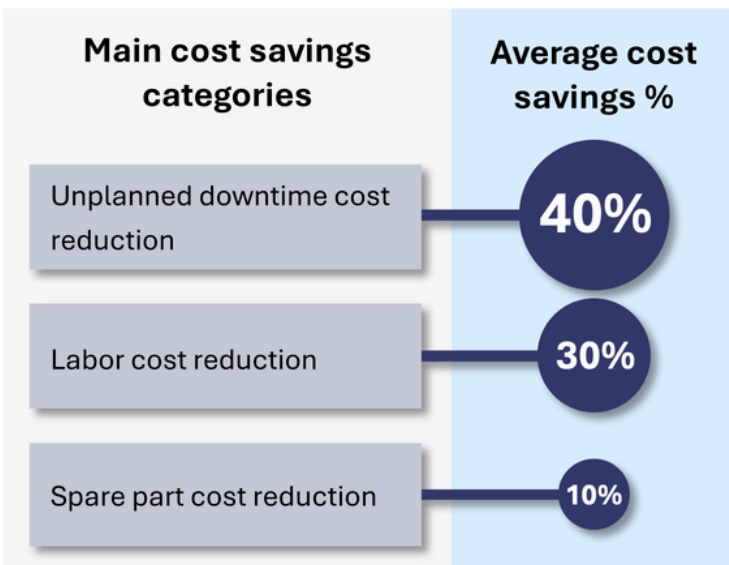 Main cost savings
categories
Average cost
savings %
Unplanned downtime cost
reduction
40%
Labor cost reduction
30%
Spare part cost reduction
10%